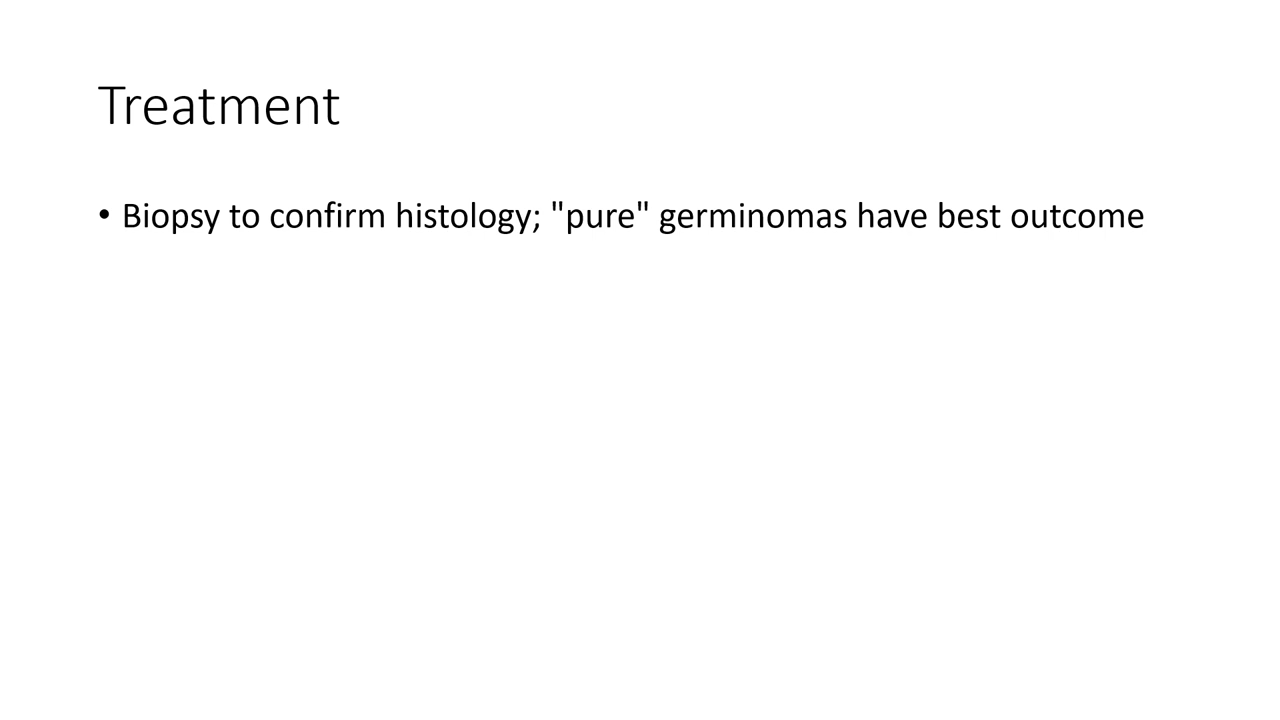 Treatment
• Biopsy to confirm histology; "pure" germinomas have best outcome